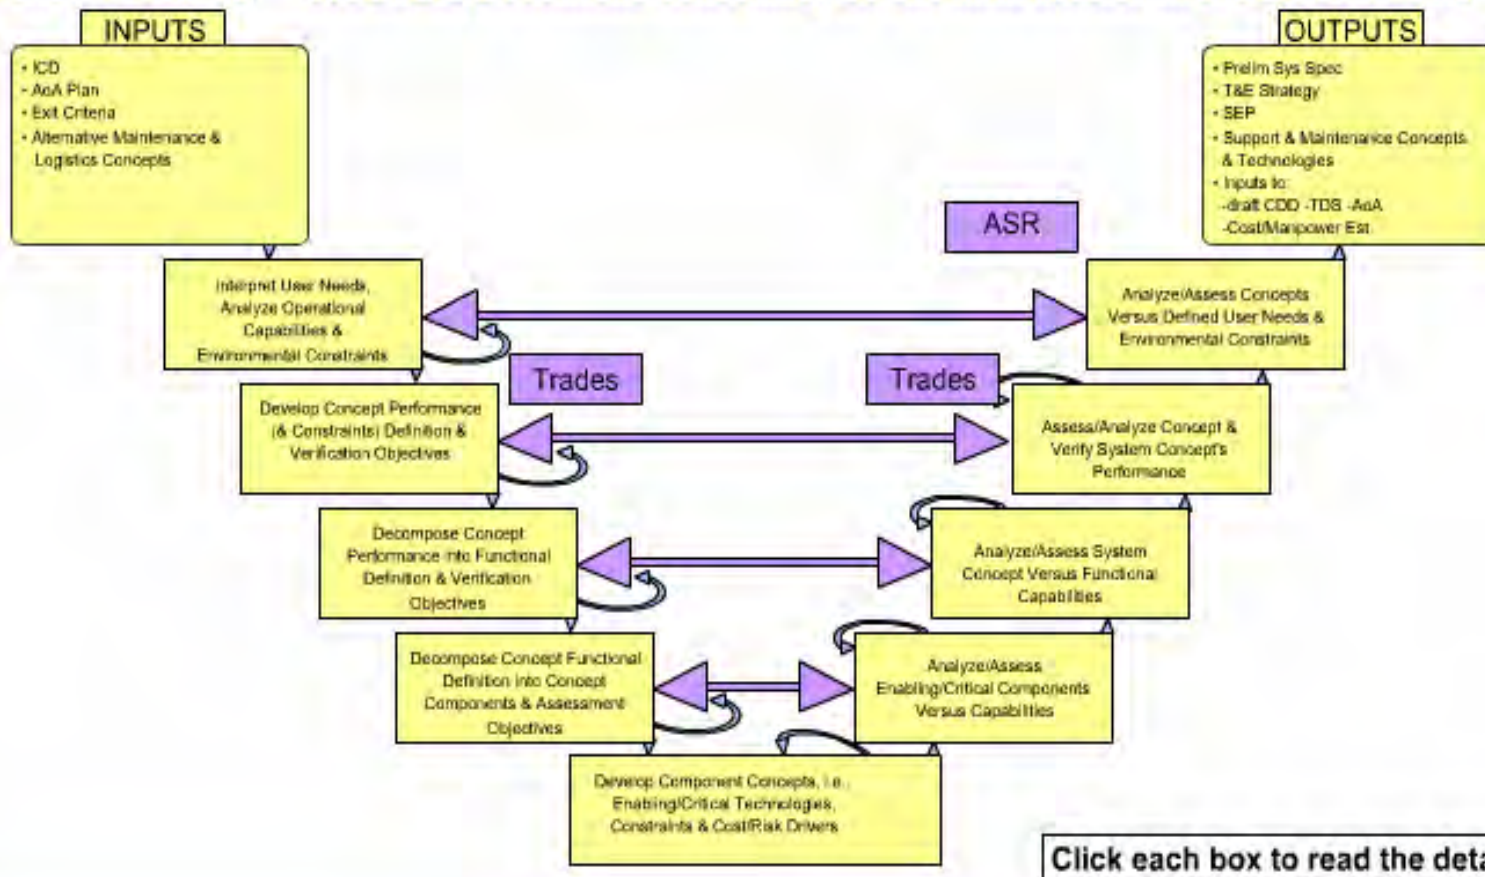 INPUTS
• ICD
• AoA Plan
• Exit Criteria
• Alternative Maintenance &
Logistics Concepts
OUTPUTS
• Prelim Sys Spec
• T&E Strategy
• SEP
• Support & Maintenance Concepts
& Technologies
• Inputs to:
-draft CDD -TDS -AoA
-Cost/Manpower Est.
ASR
Interpret User Needs,
Analyze Operational
Capabilities &
Environmental Constraints
Analyze/Assess Concepts
Versus Defined User Needs &
Environmental Constraints
Trades
Trades
Develop Concept Performance
(& Constraints) Definition &
Verification Objectives
Assess/Analyze Concept &
Verify System Concept's
Performance
Decompose Concept
Performance into Functional
Definition & Verification
Objectives
Analyze/Assess System
Concept Versus Functional
Capabilities
Decompose Concept Functional
Definition into Concept
Components & Assessment
Objectives
Analyze/Assess
Enabling/Critical Components
Versus Capabilities
Develop Component Concepts, i.e.,
Enabling/Critical Technologies,
Constraints & Cost/Risk Drivers
Click each box to read the deta